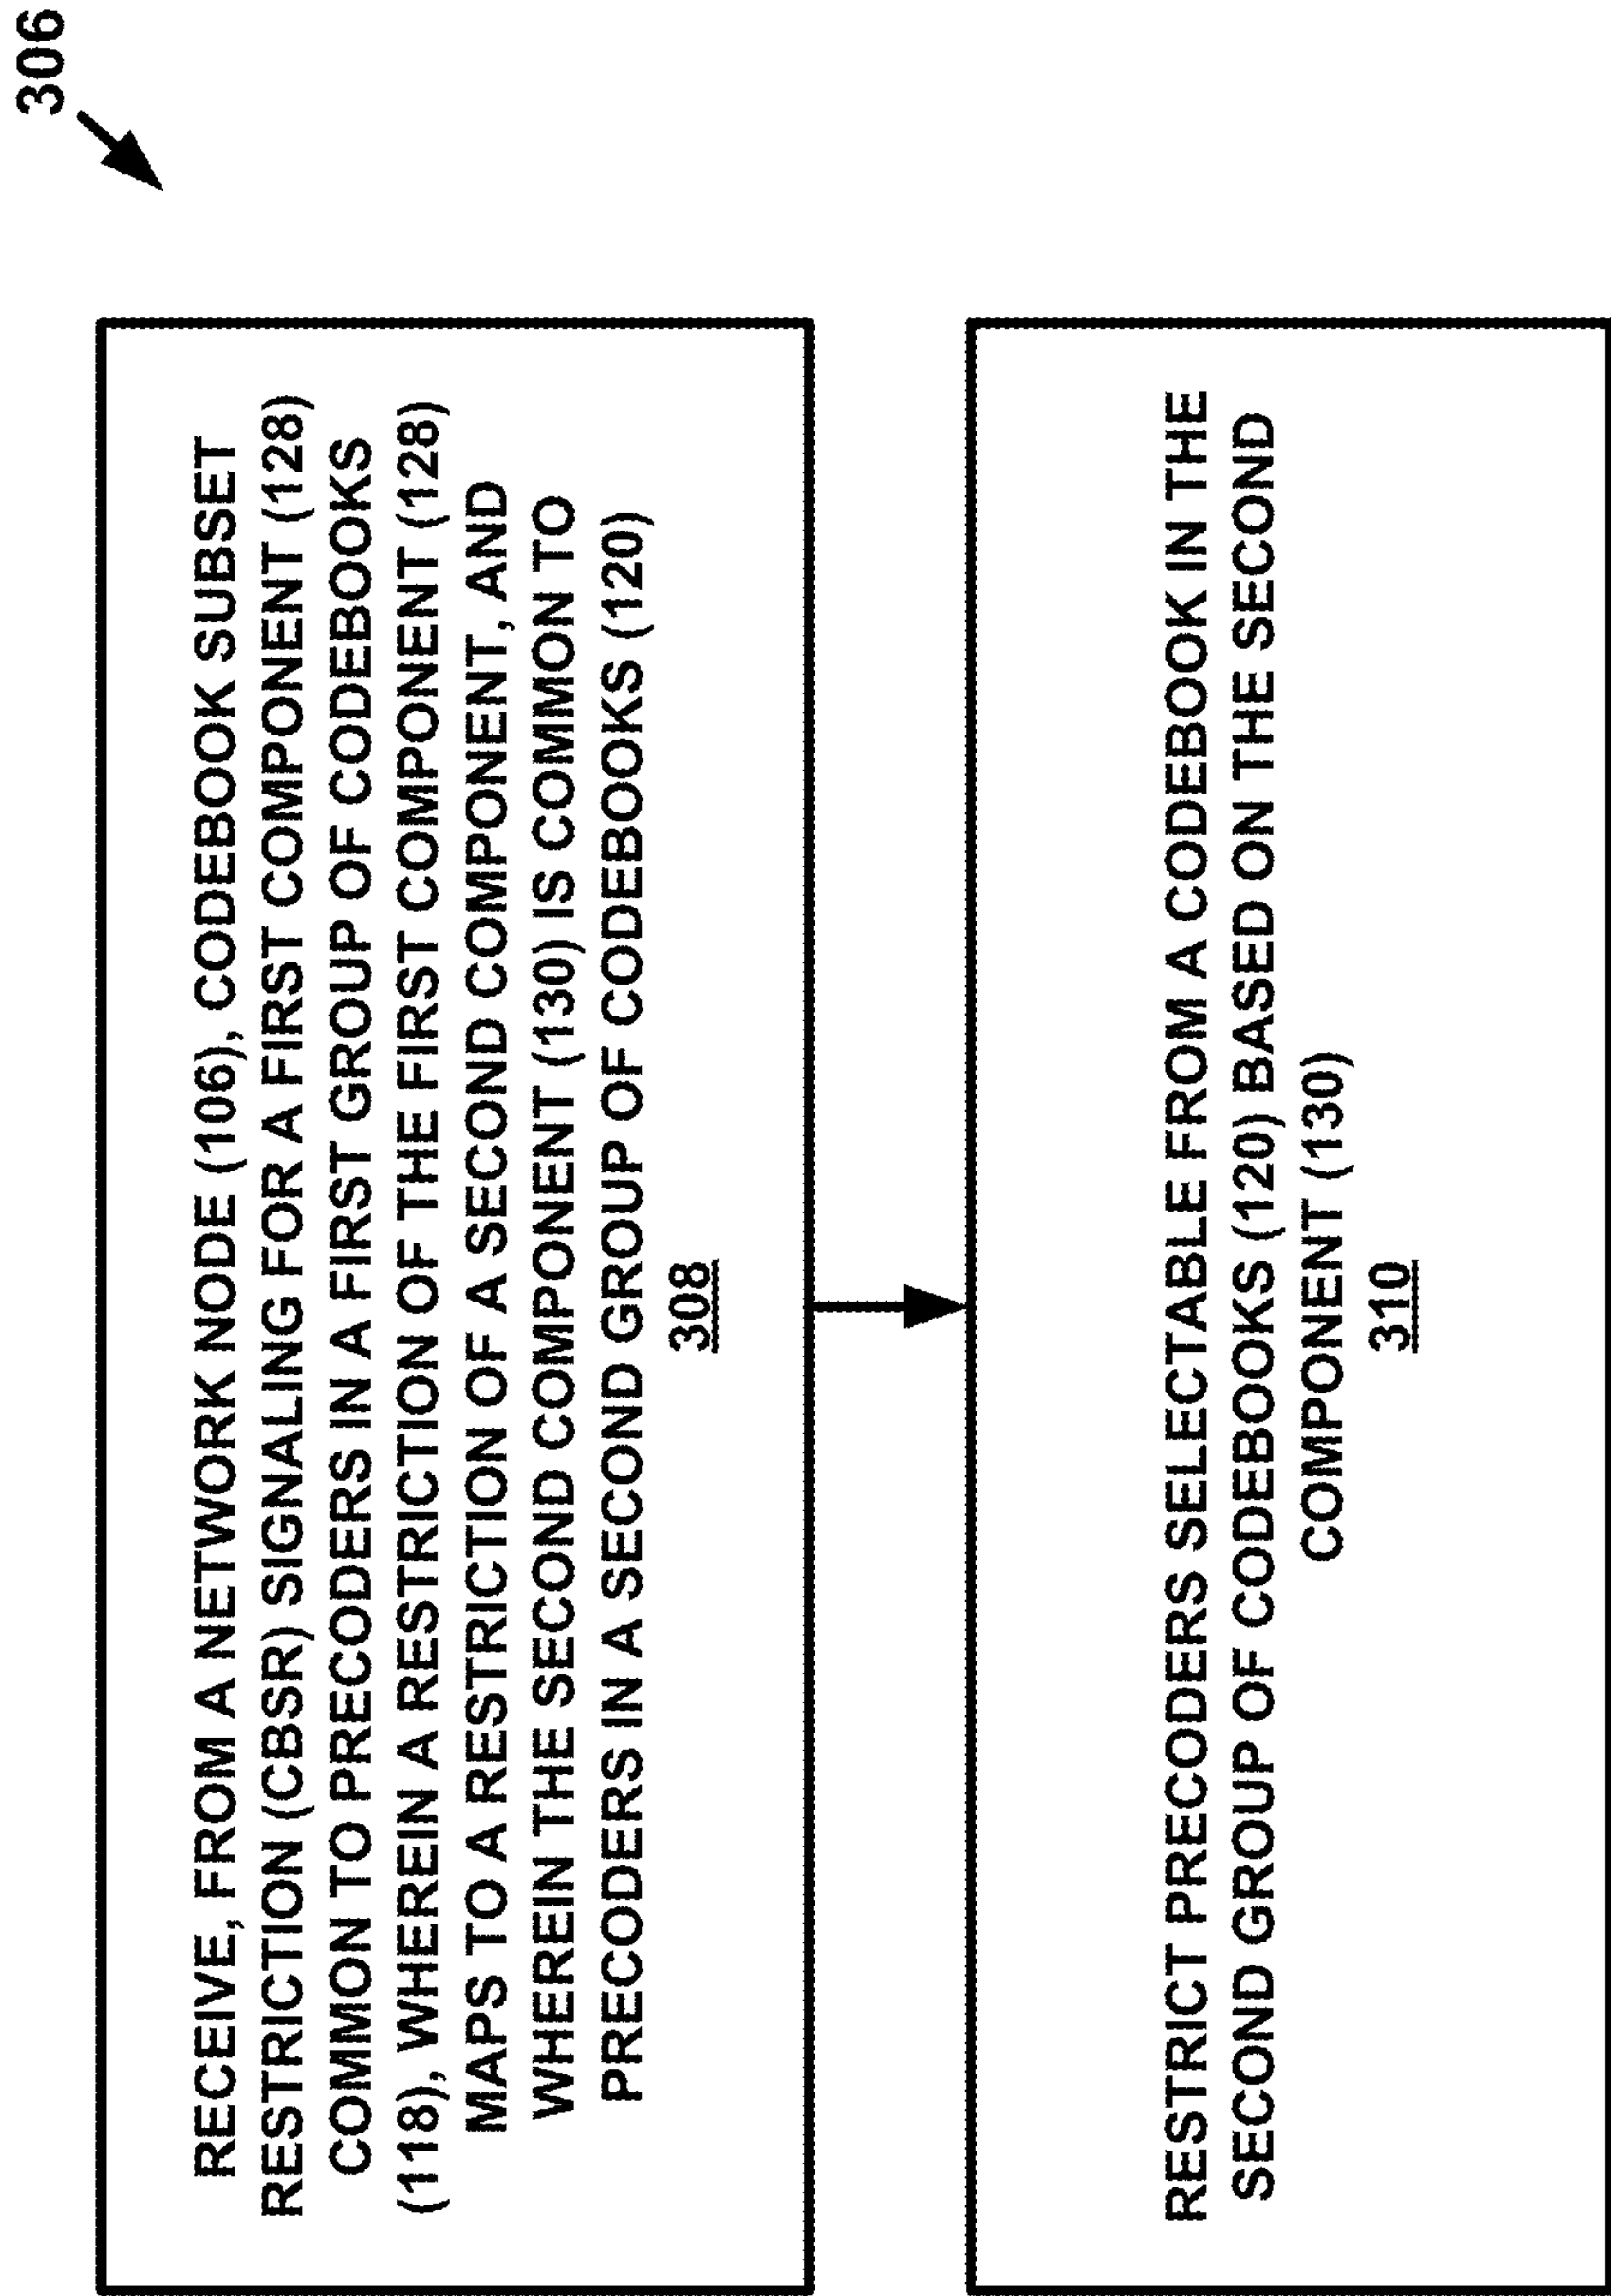 306
RECEIVE, FROM A NETWORK NODE (106), CODEBOOK SUBSET
RESTRICTION (CBSR) SIGNALING FOR A FIRST COMPONENT (128)
COMMON TO PRECODERS IN A FIRST GROUP OF CODEBOOKS
(118), WHEREIN A RESTRICTION OF THE FIRST COMPONENT (128)
MAPS TO A RESTRICTION OF A SECOND COMPONENT, AND
WHEREIN THE SECOND COMPONENT (130) IS COMMON TO
PRECODERS IN A SECOND GROUP OF CODEBOOKS (120)
308
RESTRICT PRECODERS SELECTABLE FROM A CODEBOOK IN THE
SECOND GROUP OF CODEBOOKS (120) BASED ON THE SECOND
COMPONENT (130)
310